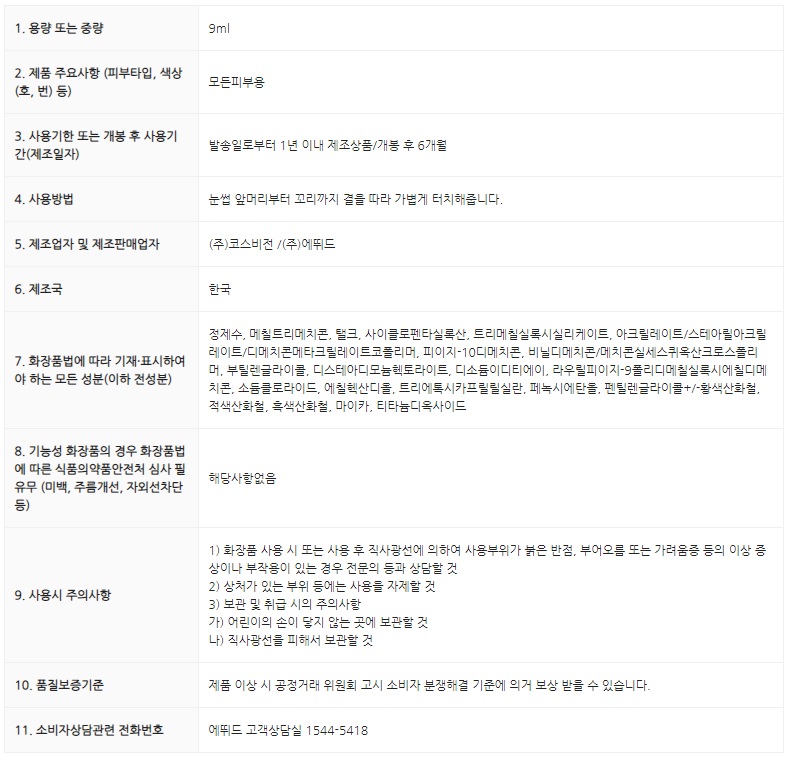 1. 용량 또는 중량
9ml
2. 제품 주요사항 (피부타입, 색상
(호, 번) 등)
모든피부용
3. 사용기한 또는 개봉 후 사용기
간(제조일자)
발송일로부터 1년 이내 제조상품/개봉 후 6개월
4. 사용방법
눈썹 앞머리부터 꼬리까지 결을 따라 가볍게 터치해줍니다.
5. 제조업자 및 제조판매업자
(주)코스비전 /(주)에뛰드
6. 제조국
한국
7. 화장품법에 따라 기재·표시하여
야 하는 모든 성분(이하 전성분)
정제수, 메칠트리메치콘, 탤크, 사이클로펜타실록산, 트리메칠실록시실리케이트, 아크릴레이트/스테아릴아크릴
레이트/디메치콘메타크릴레이트코폴리머, 피이지-10디메치콘, 비닐디메치콘/메치콘실세스퀴옥산크로스폴리
머, 부틸렌글라이콜, 디스테아디모늄헥토라이트, 디소듐이디티에이, 라우릴피이지-9폴리디메칠실록시에칠디메
치콘, 소듐클로라이드, 에칠헥산디올, 트리에톡시카프릴릴실란, 페녹시에탄올, 펜틸렌글라이콜+/-황색산화철,
적색산화철, 흑색산화철, 마이카, 티타늄디옥사이드
8. 기능성 화장품의 경우 화장품법
에 따른 식품의약품안전처 심사 필
유무 (미백, 주름개선, 자외선차단
등)
해당사항없음
9. 사용시 주의사항
1) 화장품 사용 시 또는 사용 후 직사광선에 의하여 사용부위가 붉은 반점, 부어오름 또는 가려움증 등의 이상 증
상이나 부작용이 있는 경우 전문의 등과 상담할 것
2) 상처가 있는 부위 등에는 사용을 자제할 것
3) 보관 및 취급 시의 주의사항
가) 어린이의 손이 닿지 않는 곳에 보관할 것
나) 직사광선을 피해서 보관할 것
10. 품질보증기준
제품 이상 시 공정거래 위원회 고시 소비자 분쟁해결 기준에 의거 보상 받을 수 있습니다.
11. 소비자상담관련 전화번호
에뛰드 고객상담실 1544-5418